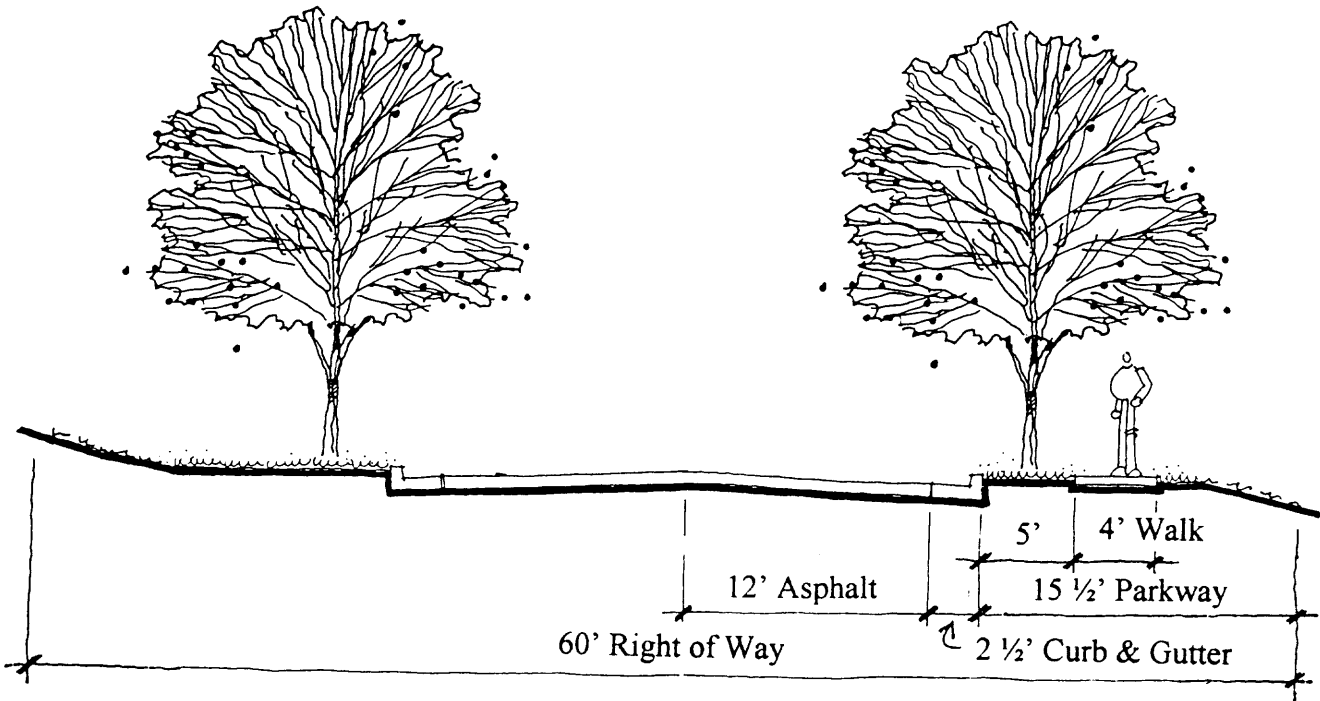 5' 4' Walk
12' Asphalt 15 ½' Parkway
60' Right of Way 2 ½' Curb & Gutter